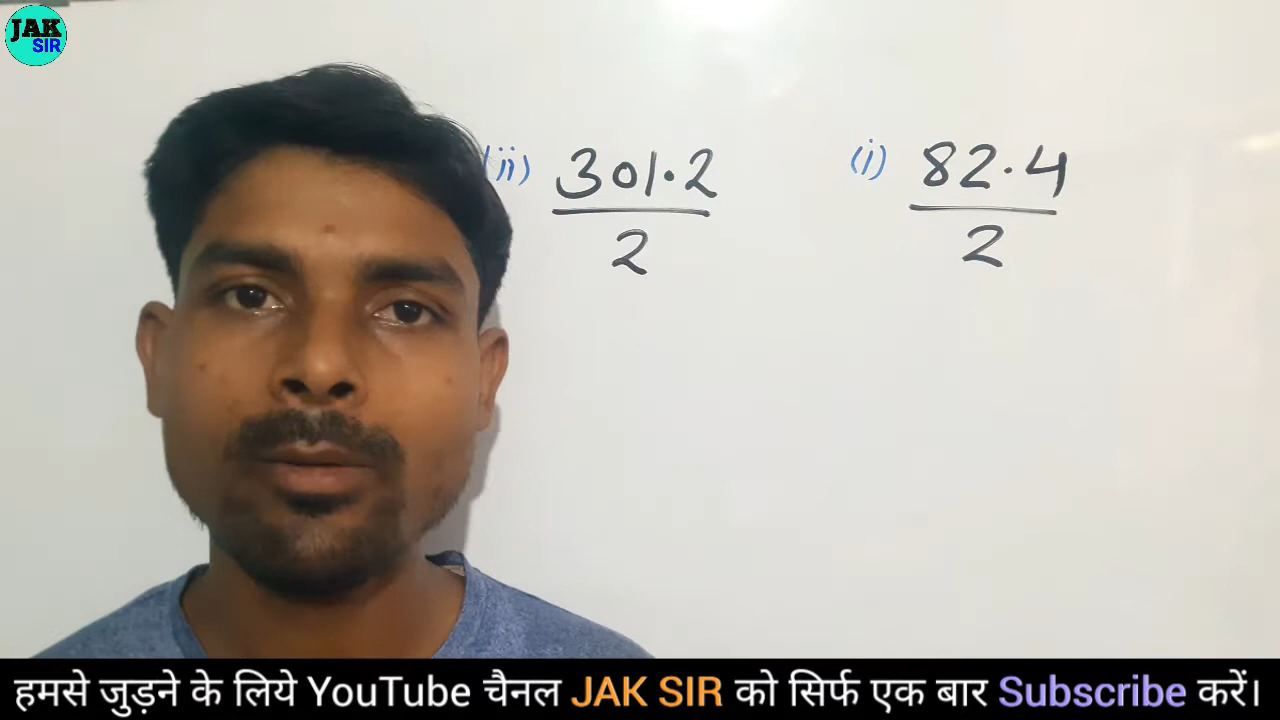 JAK
SIR
(ii) 301.2
2
(i) 82.4
2
हमसे जुड़ने के लिये YouTube चैनल JAK SIR को सिर्फ एक बार Subscribe करें।